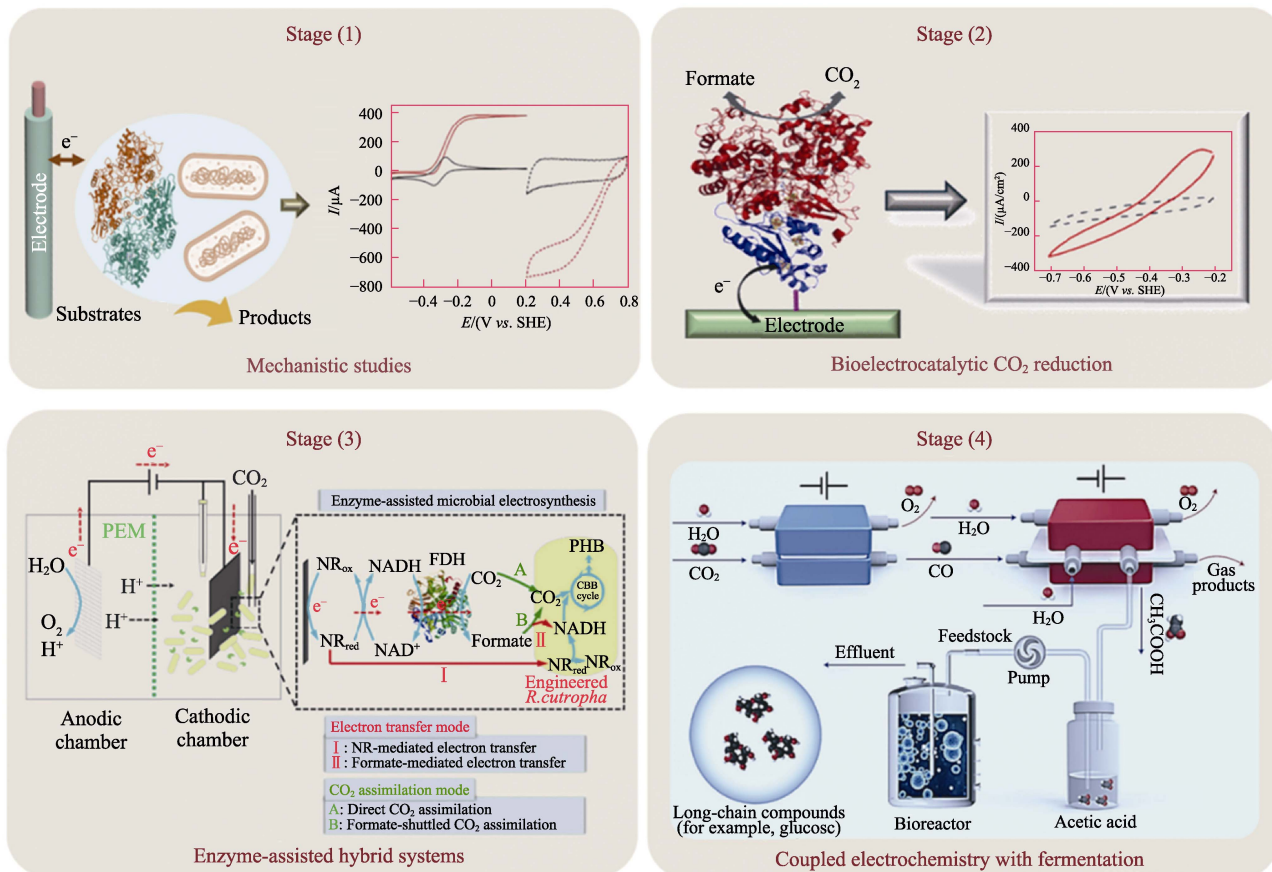 Stage (1)
Electrode
e⁻
Substrates
Products
400
200
0
−200
−400
−600
−800
I/μA
−0.4
−0.2
0
0.2
0.4
0.6
0.8
E/(V vs. SHE)
Mechanistic studies
Stage (2)
Formate
CO₂
e⁻
Electrode
400
200
0
−200
−400
I/(μA/cm²)
−0.7
−0.6
−0.5
−0.4
−0.3
−0.2
E/(V vs. SHE)
Bioelectrocatalytic CO₂ reduction
Stage (3)
e⁻
CO₂
PEM
e⁻
e⁻
H₂O
H⁺
H⁺
O₂
H⁺
Anodic
chamber
Cathodic
chamber
Enzyme-assisted microbial electrosynthesis
NRox
NADH
FDH
CO₂
A
PHB
CBB
cycle
CO₂
e⁻
e⁻
B
II
NADH
NRred
NAD⁺
Formate
I
NRred
NRox
Engineered
R.cutropha
Electron transfer mode
I : NR-mediated electron transfer
II : Formate-mediated electron transfer
CO₂ assimilation mode
A: Direct CO₂ assimilation
B: Formate-shuttled CO₂ assimilation
Enzyme-assisted hybrid systems
Stage (4)
O₂
O₂
H₂O
H₂O
CO₂
CO
Gas
products
H₂O
CH₃COOH
Feedstock
Effluent
Pump
Long-chain compounds
(for example, glucosc)
Bioreactor
Acetic acid
Coupled electrochemistry with fermentation